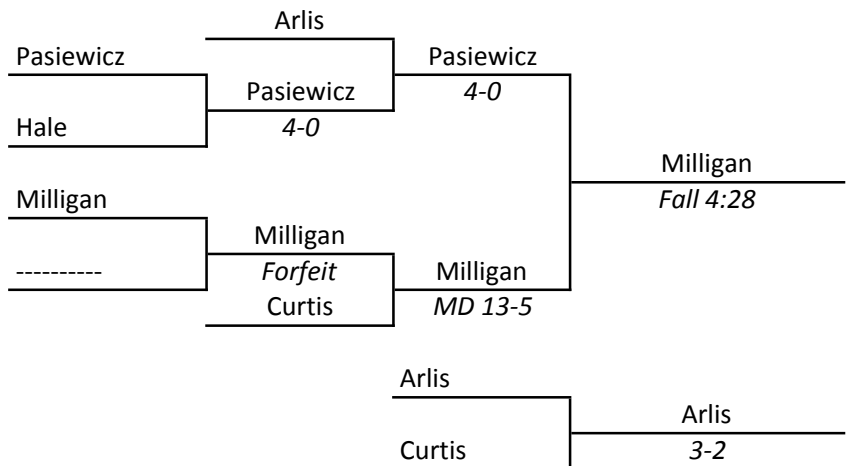 Arlis
Pasiewicz
Pasiewicz
Pasiewicz
4-0
Hale
4-0
Milligan
Fall 4:28
Milligan
Milligan
----------
Forfeit
Milligan
Curtis
MD 13-5
Arlis
Arlis
Curtis
3-2